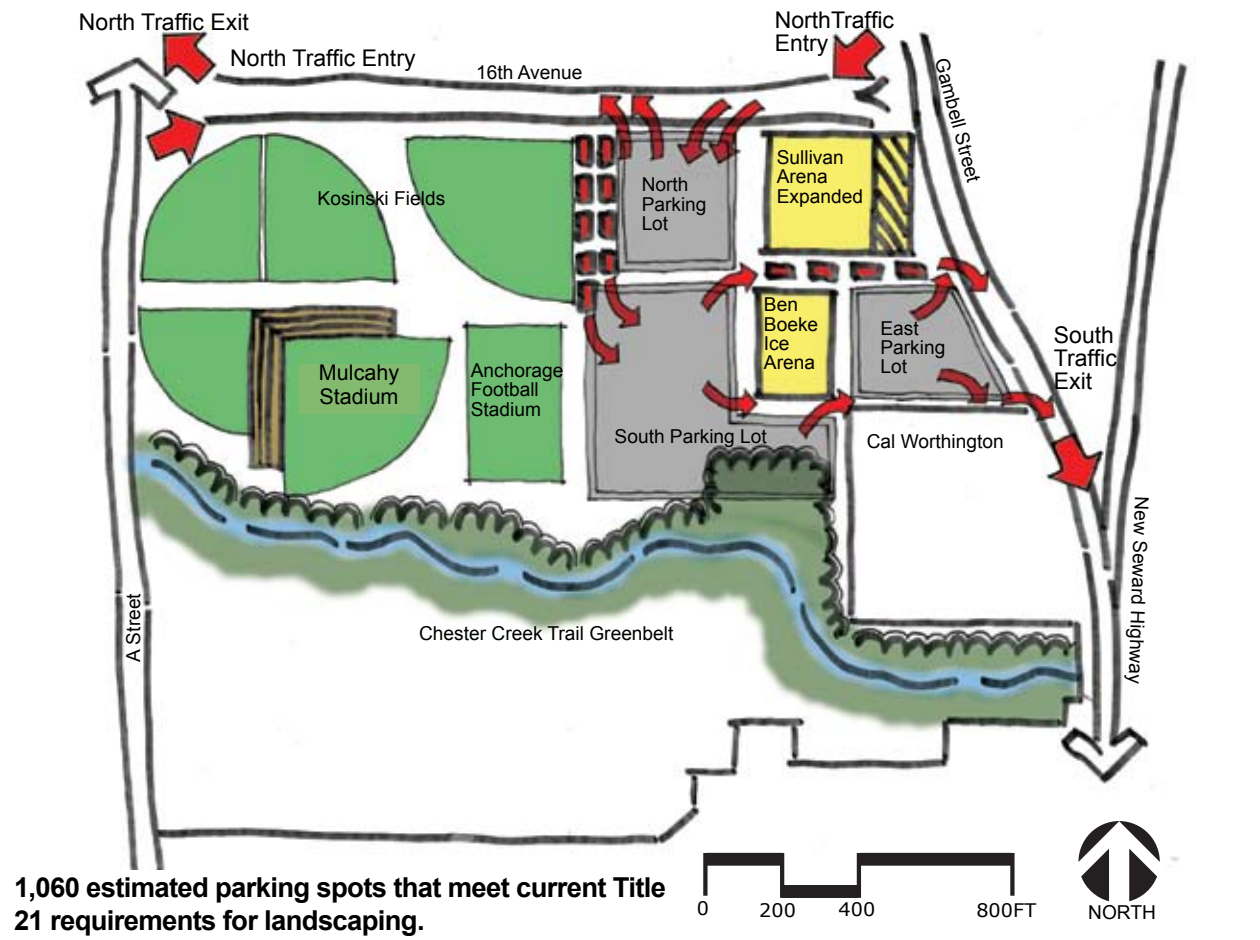 North Traffic Exit
North Traffic Entry
NorthTraffic
Entry
16th Avenue
Gambell Street
Kosinski Fields
North
Parking
Lot
Sullivan
Arena
Expanded
Mulcahy
Stadium
Anchorage
Football
Stadium
Ben
Boeke
Ice
Arena
East
Parking
Lot
South
Traffic
Exit
South Parking Lot
Cal Worthington
New Seward Highway
A Street
Chester Creek Trail Greenbelt
1,060 estimated parking spots that meet current Title
21 requirements for landscaping.
0 200 400 800FT
NORTH